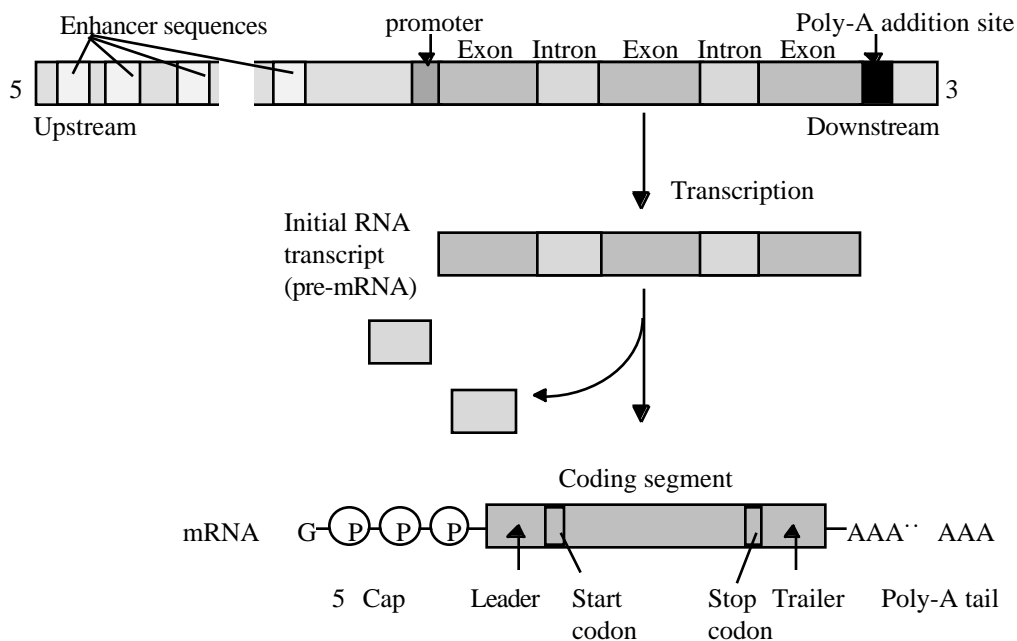 Enhancer sequences promoter Poly-A addition site
Exon Intron Exon Intron Exon
5 3
Upstream Downstream
Transcription
Initial RNA
transcript
(pre-mRNA)
Coding segment
mRNA G P P P AAA·· AAA
5 Cap Leader Start Stop Trailer Poly-A tail
codon codon